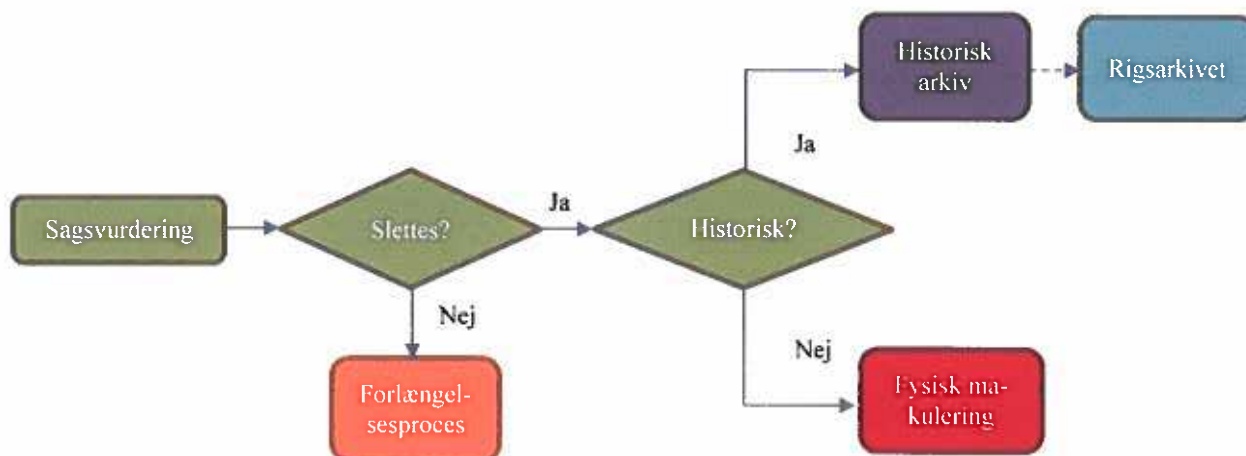 Historisk
arkiv
Rigsarkivet
Ja
Sagsvurdering
Slettes?
Ja
Historisk?
Nej
Forlængel-
sesproces
Nej
Fysisk ma-
kulering